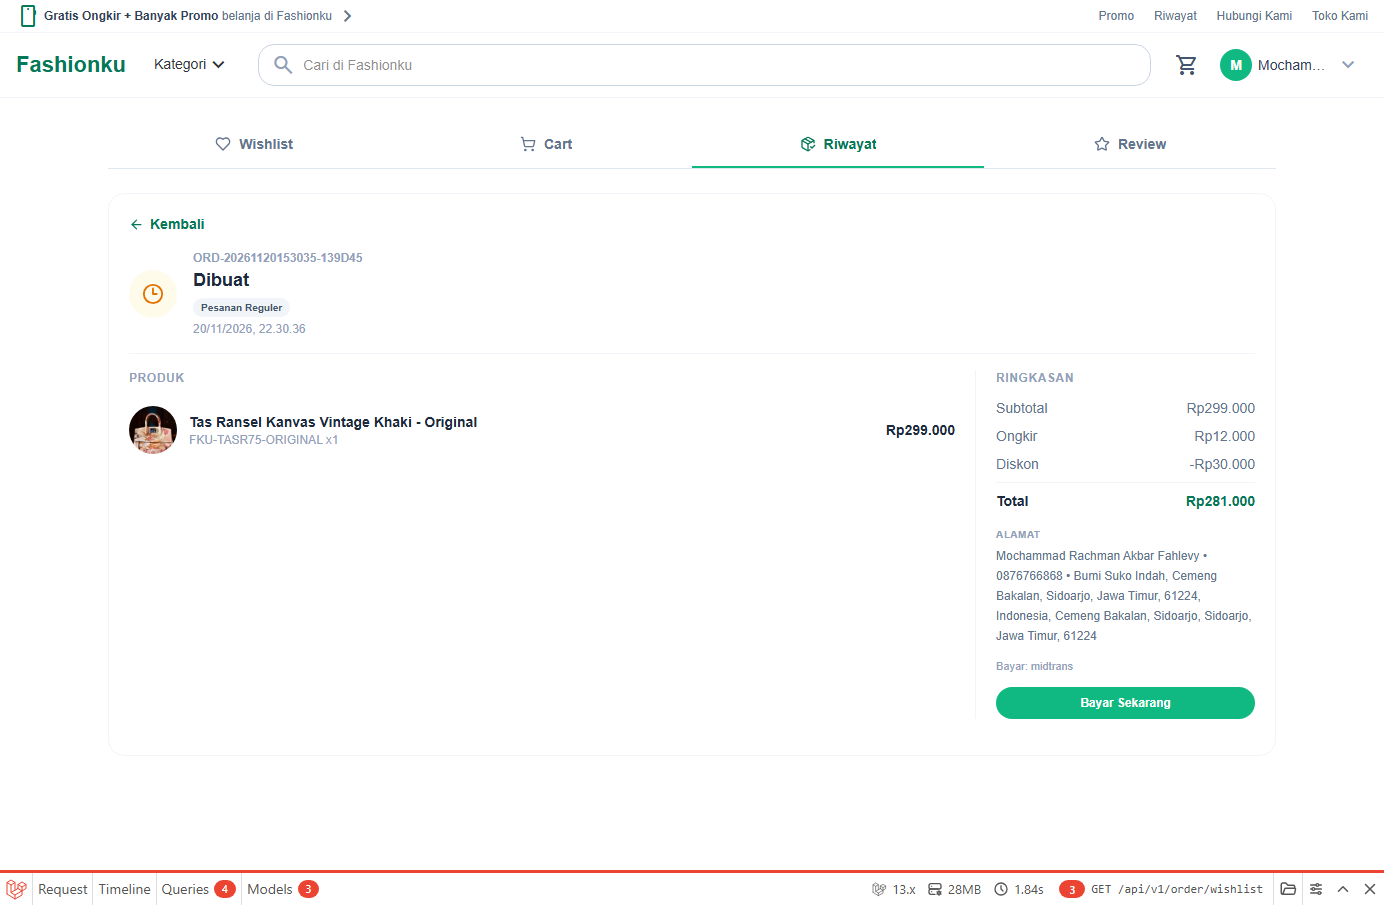 Gratis Ongkir + Banyak Promo belanja di Fashionku
Promo
Riwayat
Hubungi Kami
Toko Kami
Fashionku
Kategori
Cari di Fashionku
M
Mocham...
Wishlist
Cart
Riwayat
Review
Kembali
ORD-20261120153035-139D45
Dibuat
Pesanan Reguler
20/11/2026, 22.30.36
PRODUK
Tas Ransel Kanvas Vintage Khaki - Original
FKU-TASR75-ORIGINAL x1
Rp299.000
RINGKASAN
Subtotal Rp299.000
Ongkir Rp12.000
Diskon -Rp30.000
Total Rp281.000
ALAMAT
Mochammad Rachman Akbar Fahlevy •
0876766868 • Bumi Suko Indah, Cemeng
Bakalan, Sidoarjo, Jawa Timur, 61224,
Indonesia, Cemeng Bakalan, Sidoarjo, Sidoarjo,
Jawa Timur, 61224
Bayar: midtrans
Bayar Sekarang
Request
Timeline
Queries 4
Models 3
13.x
28MB
1.84s
3 GET /api/v1/order/wishlist